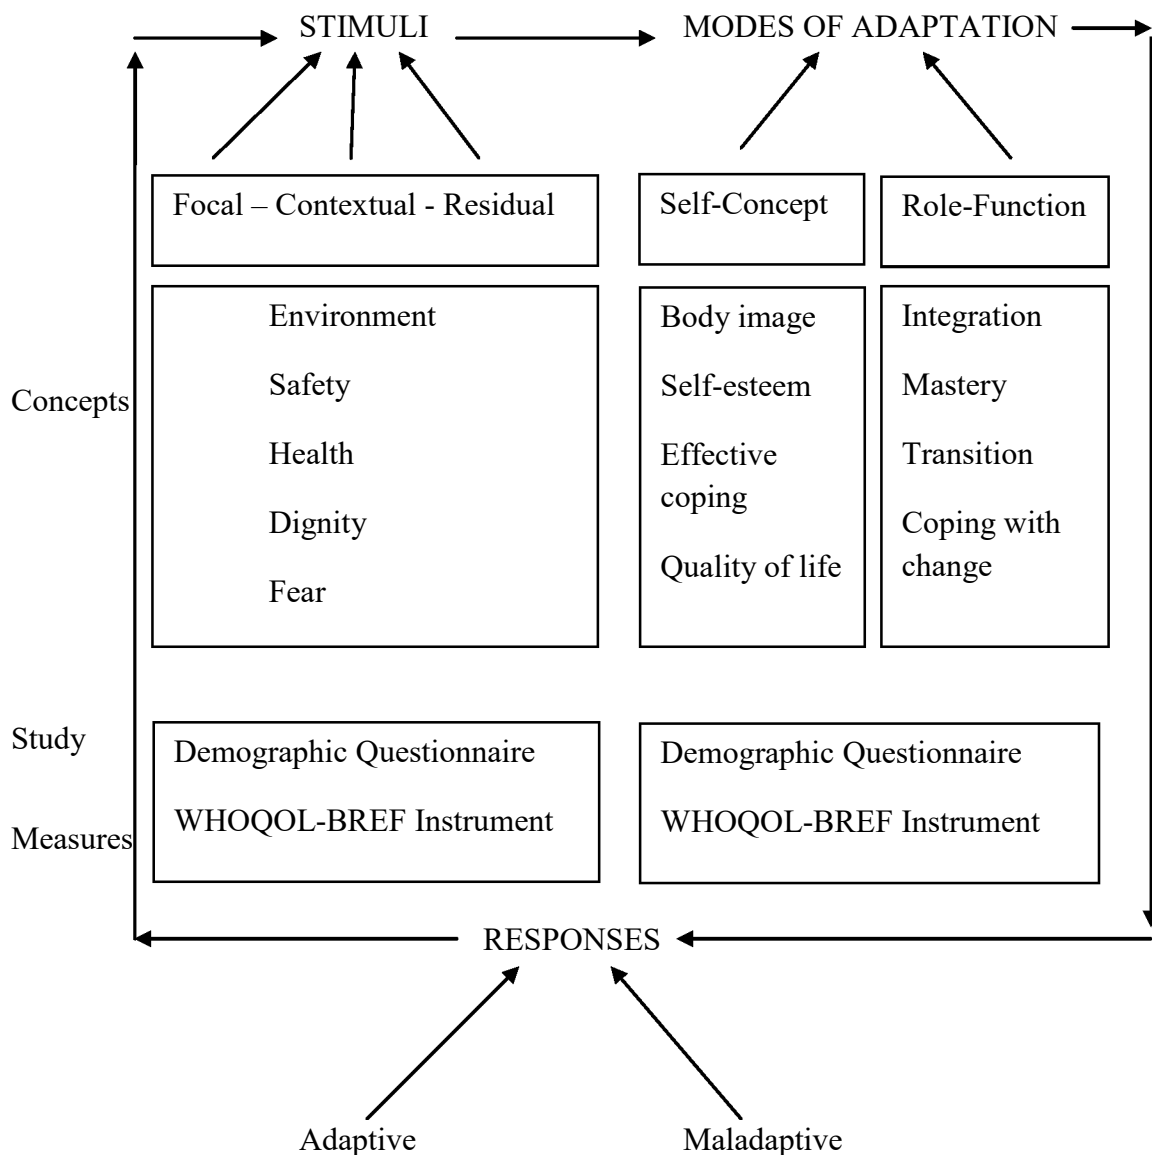 STIMULI
MODES OF ADAPTATION
Focal – Contextual - Residual
Self-Concept
Role-Function
Concepts
Environment
Safety
Health
Dignity
Fear
Body image
Self-esteem
Effective
coping
Quality of life
Integration
Mastery
Transition
Coping with
change
Study
Measures
Demographic Questionnaire
WHOQOL-BREF Instrument
Demographic Questionnaire
WHOQOL-BREF Instrument
RESPONSES
Adaptive
Maladaptive